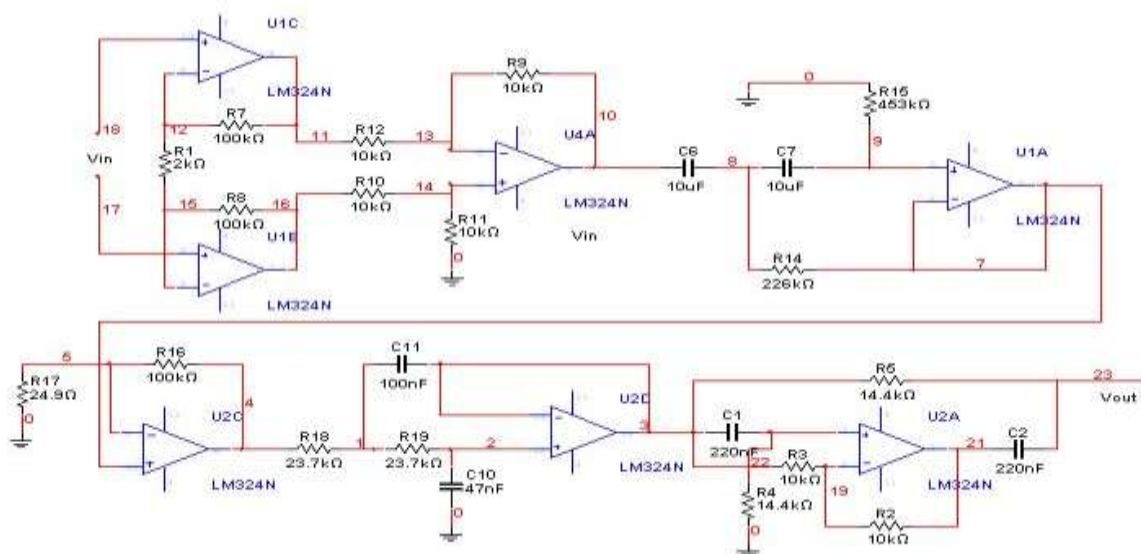 U1C
LM324N
18
12
R7
100kΩ
11
R12
10kΩ
13
R9
10kΩ
10
U4A
LM324N
Vin
R1
2kΩ
17
15
R8
100kΩ
16
R10
10kΩ
14
R11
10kΩ
0
Vin
LM324N
C6
10uF
8
C7
10uF
0
R15
453kΩ
9
U1A
LM324N
R14
226kΩ
7
5
R17
24.9Ω
0
R16
100kΩ
4
U2C
LM324N
R18
23.7kΩ
1
C11
100nF
R19
23.7kΩ
2
C10
47nF
0
3
LM324N
C1
220nF
22
R4
14.4kΩ
0
R3
10kΩ
19
14.4kΩ
U2A
LM324N
21
R2
10kΩ
C2
220nF
23
Vout